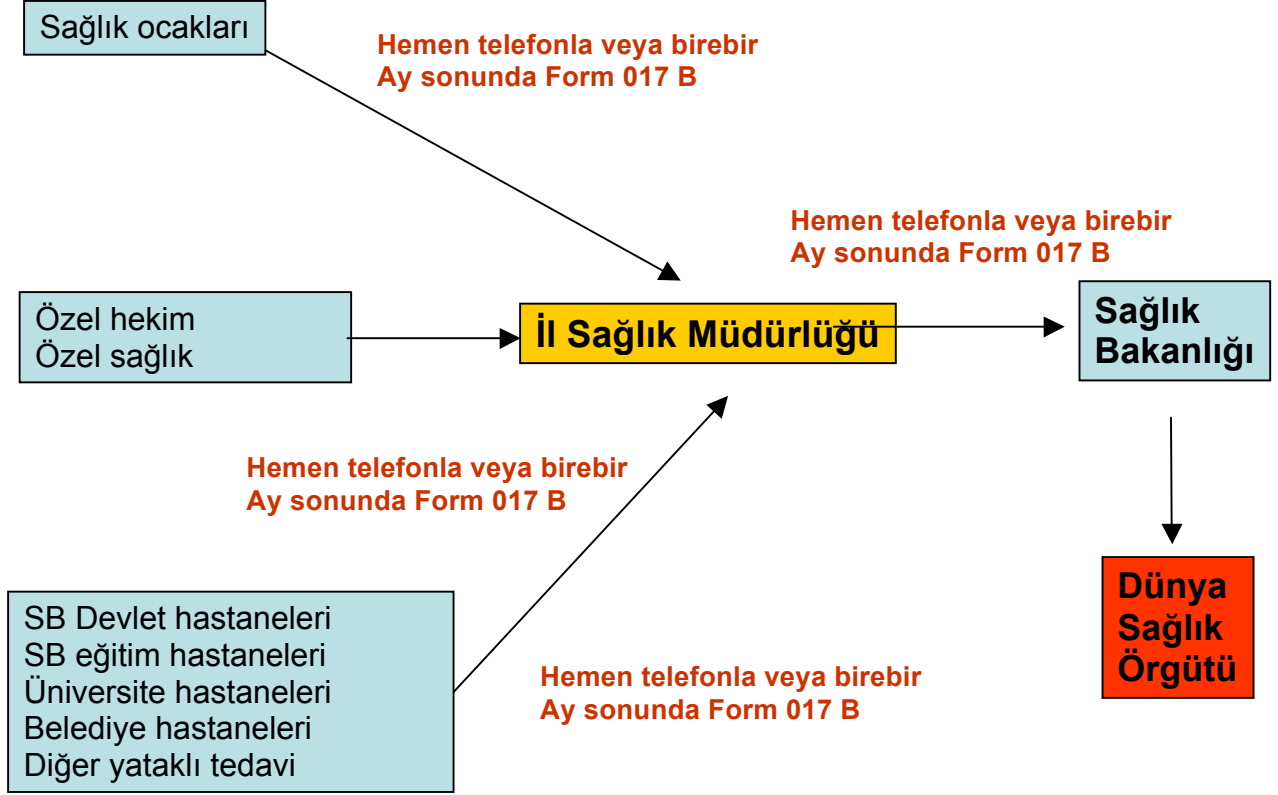 Sağlık ocakları
Hemen telefonla veya birebir
Ay sonunda Form 017 B
Hemen telefonla veya birebir
Ay sonunda Form 017 B
Özel hekim
Özel sağlık
İl Sağlık Müdürlüğü
Sağlık
Bakanlığı
Hemen telefonla veya birebir
Ay sonunda Form 017 B
Dünya
Sağlık
Örgütü
SB Devlet hastaneleri
SB eğitim hastaneleri
Üniversite hastaneleri
Belediye hastaneleri
Diğer yataklı tedavi
Hemen telefonla veya birebir
Ay sonunda Form 017 B